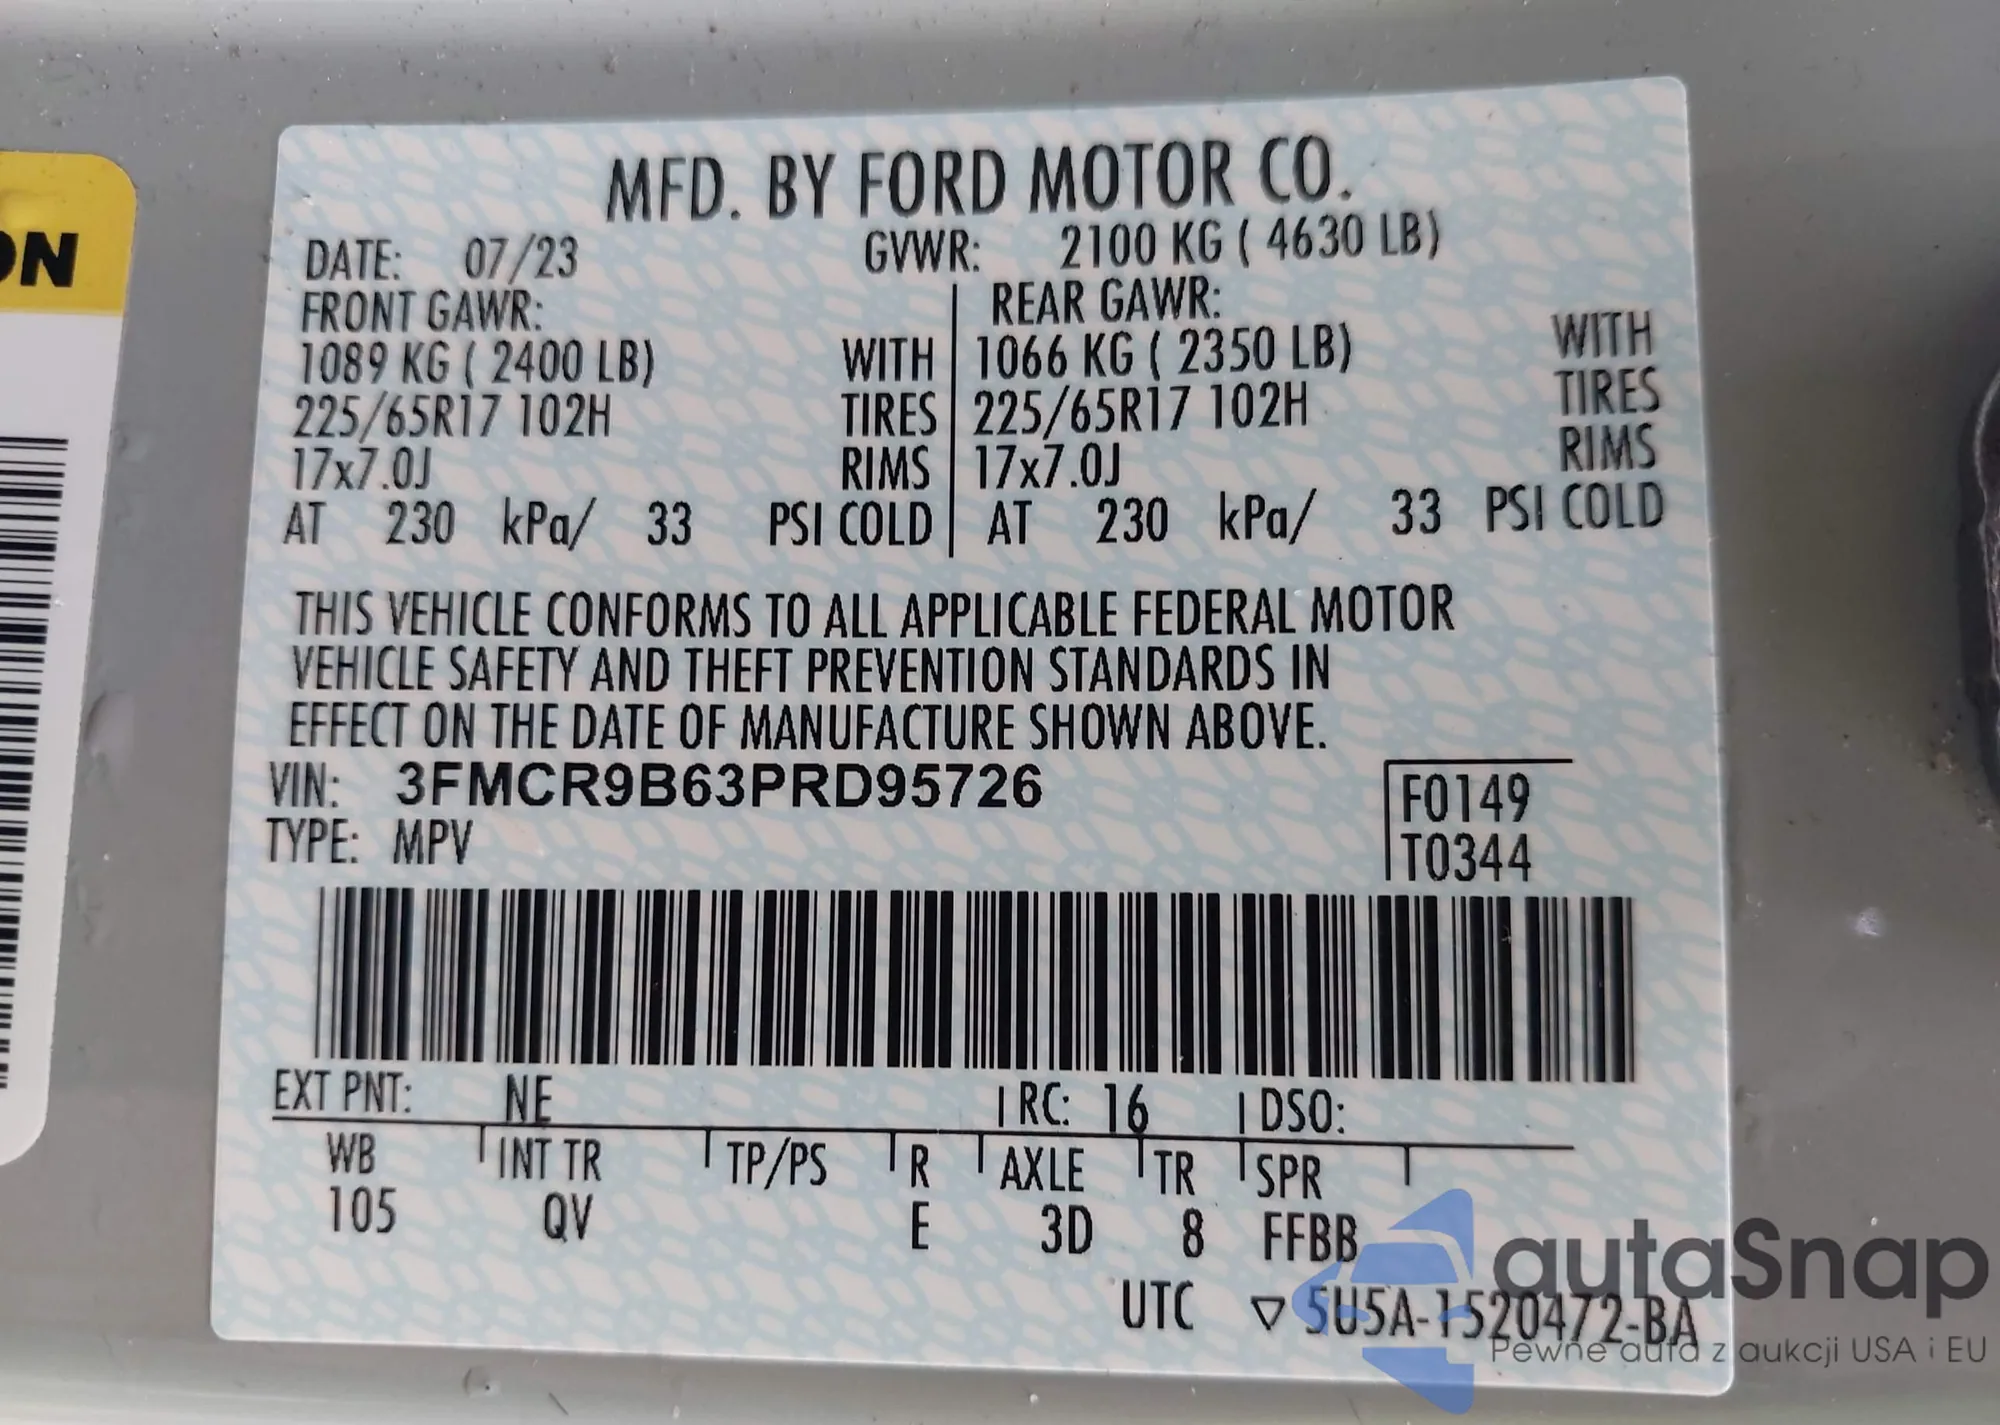 ON
MFD. BY FORD MOTOR CO.
DATE: 07/23 GVWR: 2100 KG ( 4630 LB)
FRONT GAWR: REAR GAWR:
1089 KG ( 2400 LB) WITH 1066 KG ( 2350 LB) WITH
225/65R17 102H TIRES 225/65R17 102H TIRES
17x7.0J RIMS 17x7.0J RIMS
AT 230 kPa/ 33 PSI COLD AT 230 kPa/ 33 PSI COLD
THIS VEHICLE CONFORMS TO ALL APPLICABLE FEDERAL MOTOR
VEHICLE SAFETY AND THEFT PREVENTION STANDARDS IN
EFFECT ON THE DATE OF MANUFACTURE SHOWN ABOVE.
VIN: 3FMCR9B63PRD95726 F0149
TYPE: MPV T0344
EXT PNT: NE RC: 16 DSO:
WB INT TR TP/PS R AXLE TR SPR
105 QV E 3D 8 FFBB
UTC ▽ 5U5A-1520472-BA
autaSnap
Pewne auta z aukcji USA i EU